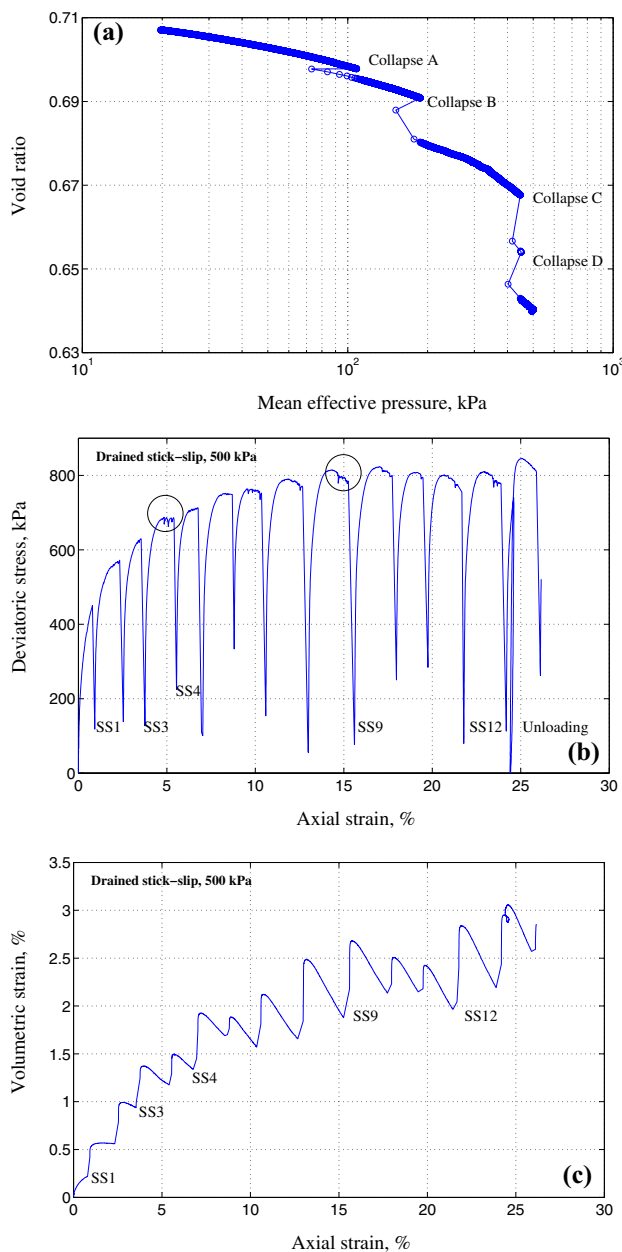 (a)
0.71
0.69
0.67
0.65
0.63
Void ratio
Collapse A
Collapse B
Collapse C
Collapse D
10¹ 10² 10³
Mean effective pressure, kPa
Drained stick−slip, 500 kPa
800
600
400
200
0
Deviatoric stress, kPa
SS1
SS3
SS4
SS9
SS12
Unloading
(b)
0 5 10 15 20 25 30
Axial strain, %
3.5
3
2.5
2
1.5
1
0.5
0
Volumetric strain, %
Drained stick−slip, 500 kPa
SS1
SS3
SS4
SS9
SS12
(c)
0 5 10 15 20 25 30
Axial strain, %